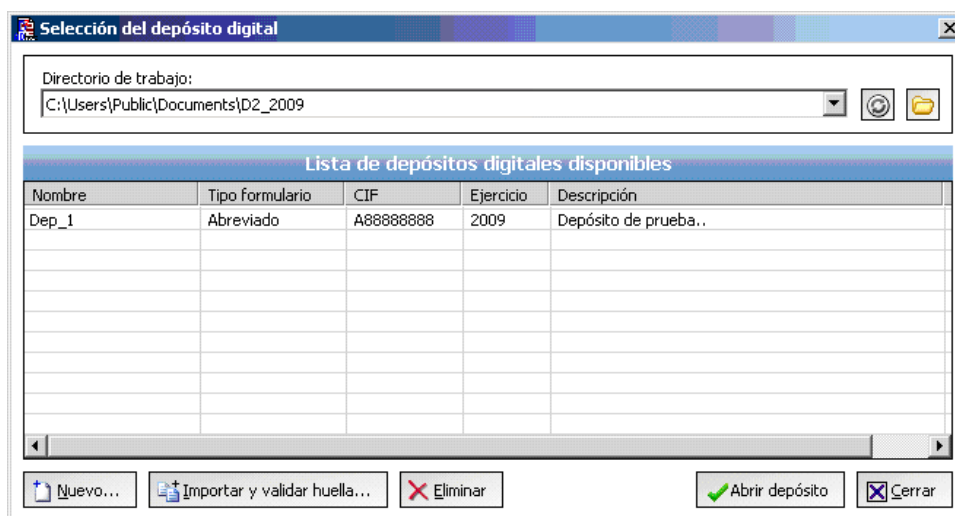 Selección del depósito digital
Directorio de trabajo:
C:\Users\Public\Documents\D2_2009
Lista de depósitos digitales disponibles
Nombre Tipo formulario CIF Ejercicio Descripción
Dep_1 Abreviado A88888888 2009 Depósito de prueba..
Nuevo... Importar y validar huella... Eliminar Abrir depósito Cerrar